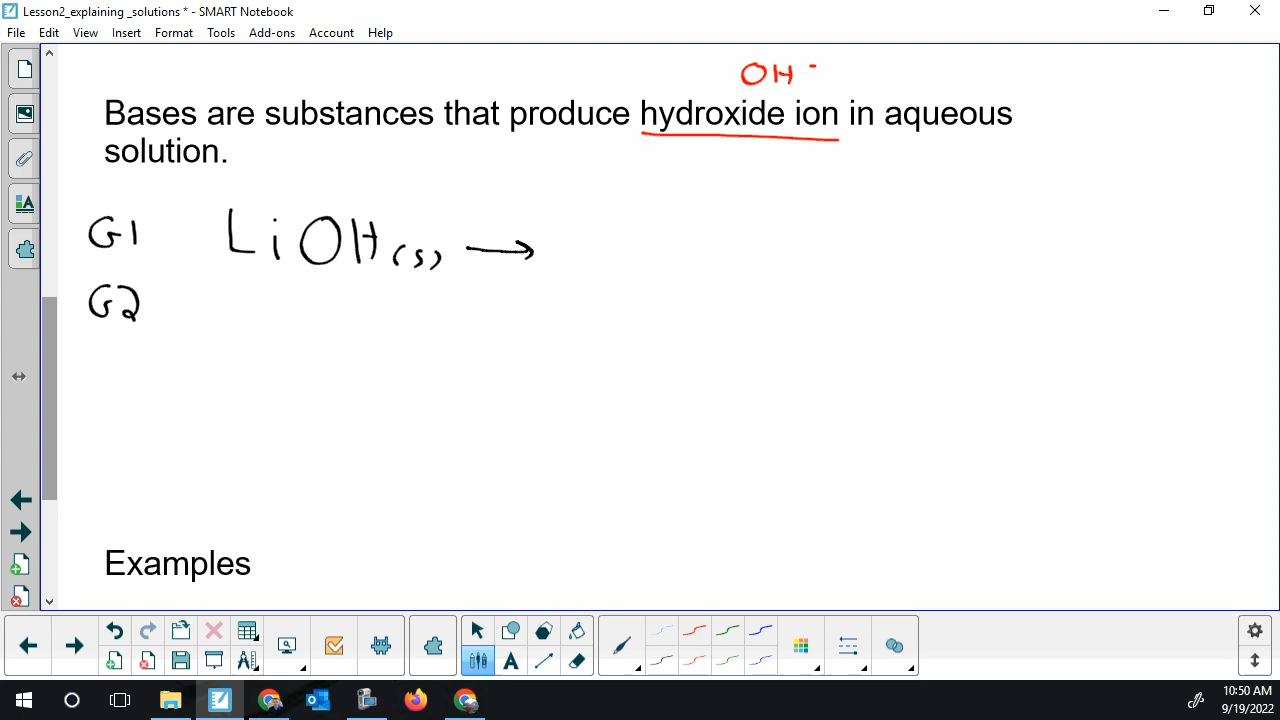 Lesson2_explaining _solutions * - SMART Notebook
File Edit View Insert Format Tools Add-ons Account Help
OH -
Bases are substances that produce hydroxide ion in aqueous
solution.
G1 LiOH(s) →
G2
Examples
10:50 AM
9/19/2022